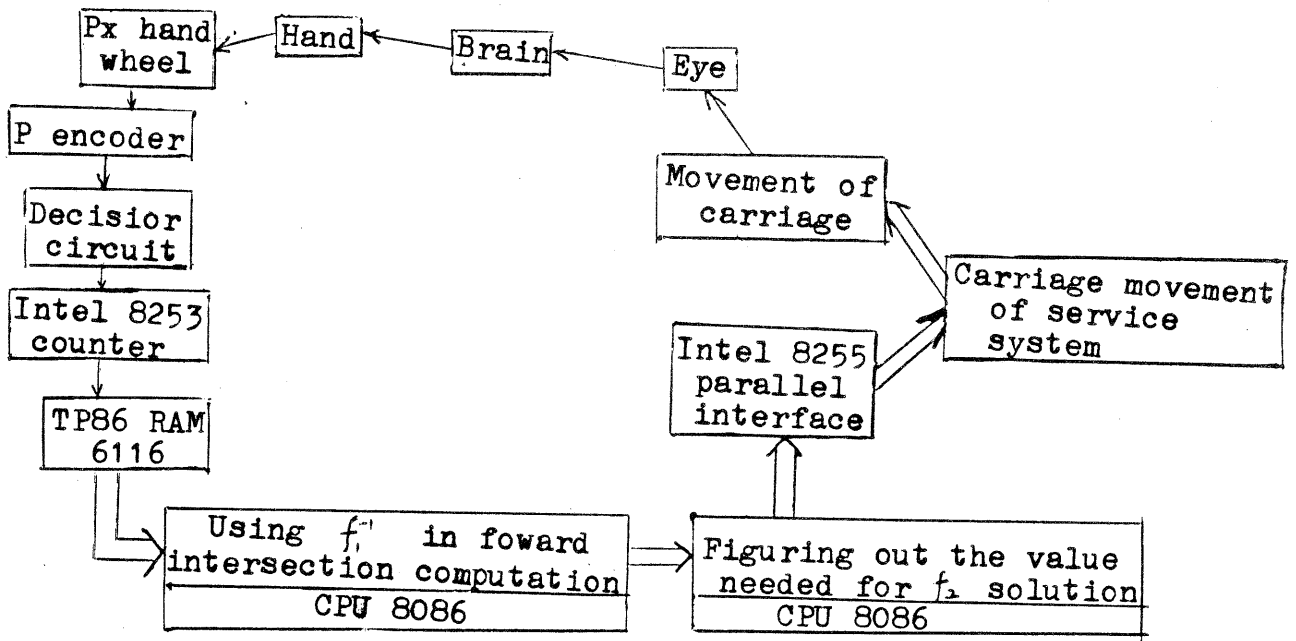 Px hand
wheel
Hand
Brain
Eye
P encoder
Movement of
carriage
Decisior
circuit
Carriage movement
of service
system
Intel 8253
counter
Intel 8255
parallel
interface
TP86 RAM
6116
Using f₁⁻¹ in foward
intersection computation
CPU 8086
Figuring out the value
needed for f₂ solution
CPU 8086